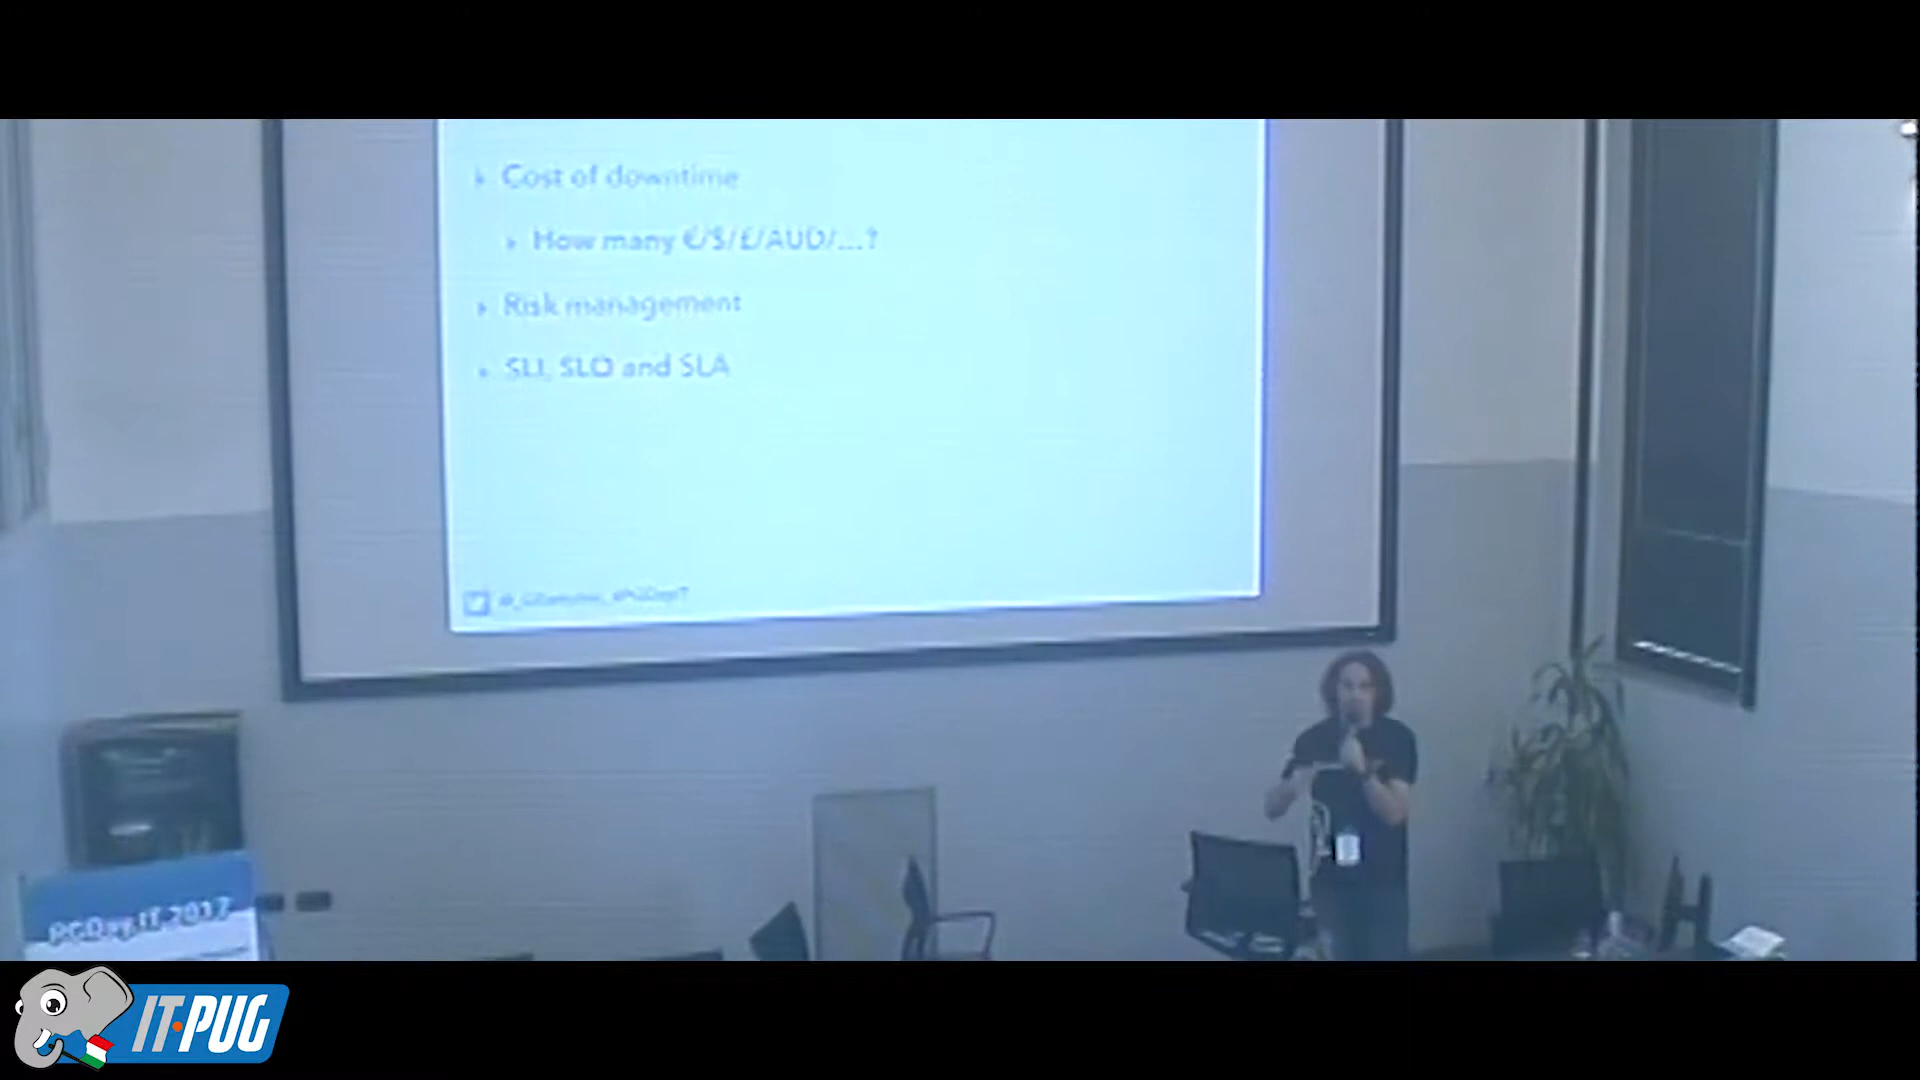 Cost of downtime
How many €/$/£/AUD/...?
Risk management
SLI, SLO and SLA
PGDay.IT 2017
IT·PUG